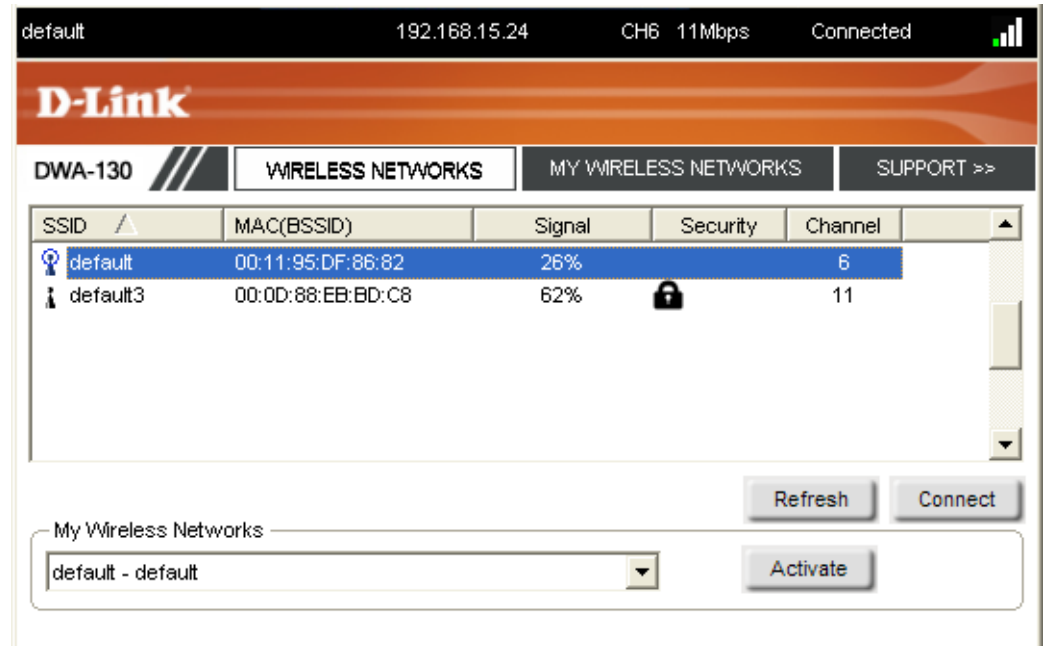 default 192.168.15.24 CH6 11Mbps Connected
D-Link
DWA-130 WIRELESS NETWORKS MY WIRELESS NETWORKS SUPPORT >>
SSID MAC(BSSID) Signal Security Channel
default 00:11:95:DF:86:82 26% 6
default3 00:0D:88:EB:BD:C8 62% 11
Refresh Connect
My Wireless Networks
default - default Activate